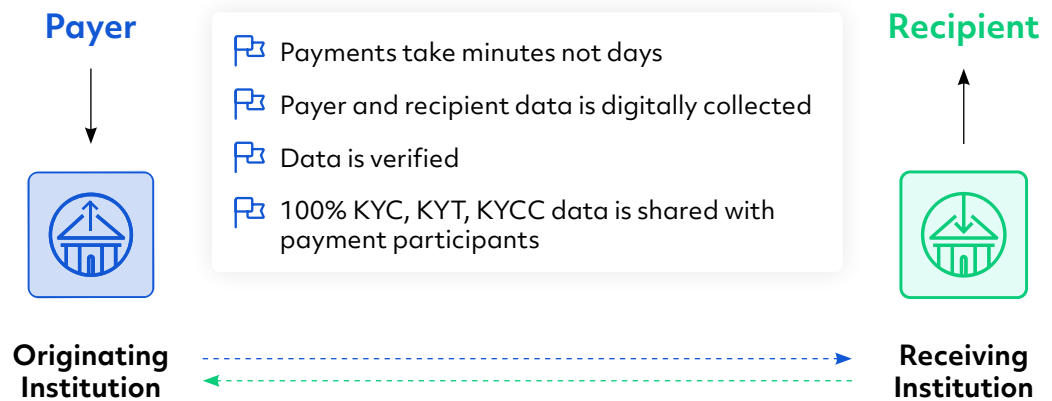 Payer
Recipient
Payments take minutes not days
Payer and recipient data is digitally collected
Data is verified
100% KYC, KYT, KYCC data is shared with
payment participants
Originating
Institution
Receiving
Institution